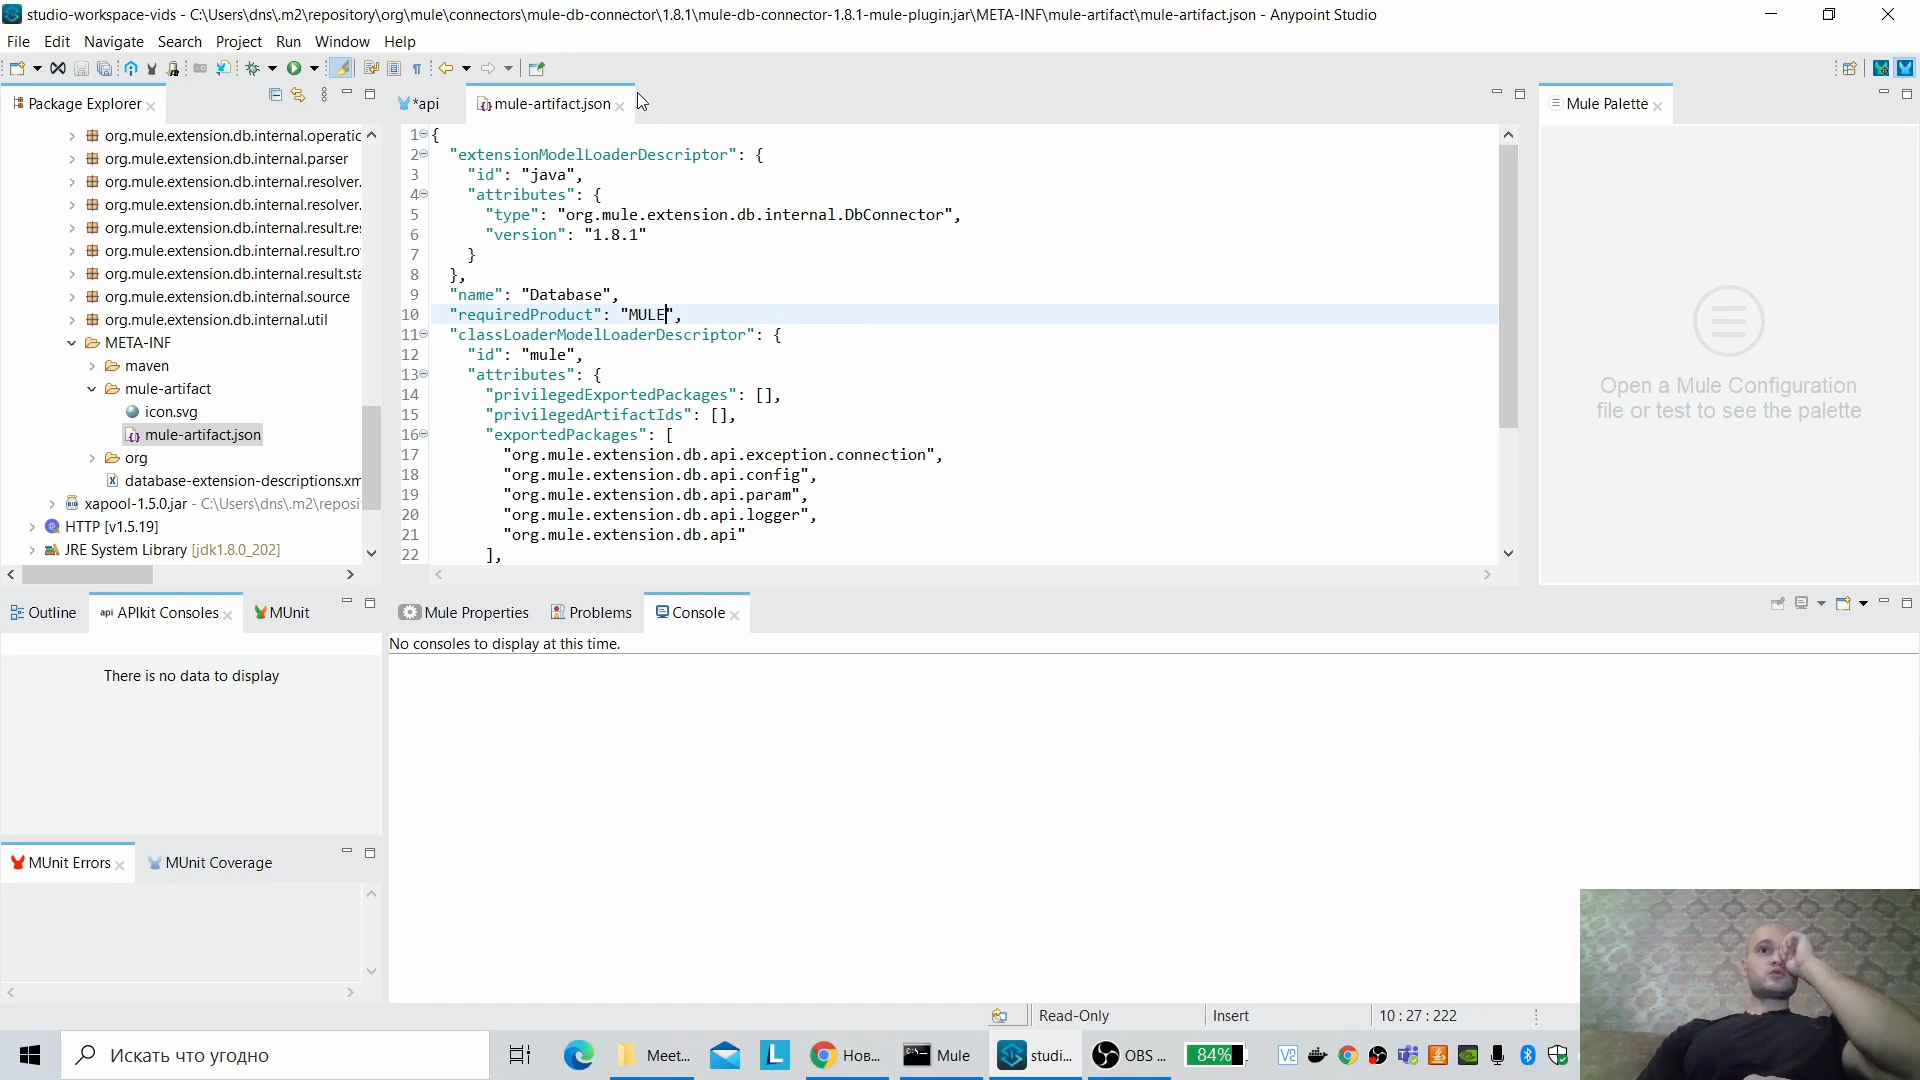 studio-workspace-vids - C:\Users\dns\.m2\repository\org\mule\connectors\mule-db-connector\1.8.1\mule-db-connector-1.8.1-mule-plugin.jar\META-INF\mule-artifact\mule-artifact.json - Anypoint Studio
File Edit Navigate Search Project Run Window Help
Package Explorer
*api
mule-artifact.json
Mule Palette
org.mule.extension.db.internal.operatic
org.mule.extension.db.internal.parser
org.mule.extension.db.internal.resolver.
org.mule.extension.db.internal.resolver.
org.mule.extension.db.internal.result.re
org.mule.extension.db.internal.result.ro
org.mule.extension.db.internal.result.sta
org.mule.extension.db.internal.source
org.mule.extension.db.internal.util
META-INF
maven
mule-artifact
icon.svg
mule-artifact.json
org
database-extension-descriptions.xm
xapool-1.5.0.jar - C:\Users\dns\.m2\reposi
HTTP [v1.5.19]
JRE System Library [jdk1.8.0_202]
1 {
2 "extensionModelLoaderDescriptor": {
3 "id": "java",
4 "attributes": {
5 "type": "org.mule.extension.db.internal.DbConnector",
6 "version": "1.8.1"
7 }
8 },
9 "name": "Database",
10 "requiredProduct": "MULE",
11 "classLoaderModelLoaderDescriptor": {
12 "id": "mule",
13 "attributes": {
14 "privilegedExportedPackages": [],
15 "privilegedArtifactIds": [],
16 "exportedPackages": [
17 "org.mule.extension.db.api.exception.connection",
18 "org.mule.extension.db.api.config",
19 "org.mule.extension.db.api.param",
20 "org.mule.extension.db.api.logger",
21 "org.mule.extension.db.api"
22 ],
Open a Mule Configuration
file or test to see the palette
Outline
api APIkit Consoles
MUnit
There is no data to display
Mule Properties
Problems
Console
No consoles to display at this time.
MUnit Errors
MUnit Coverage
Read-Only
Insert
10 : 27 : 222
Искать что угодно
Meet...
L
Нов...
Mule
studi...
OBS ...
84%